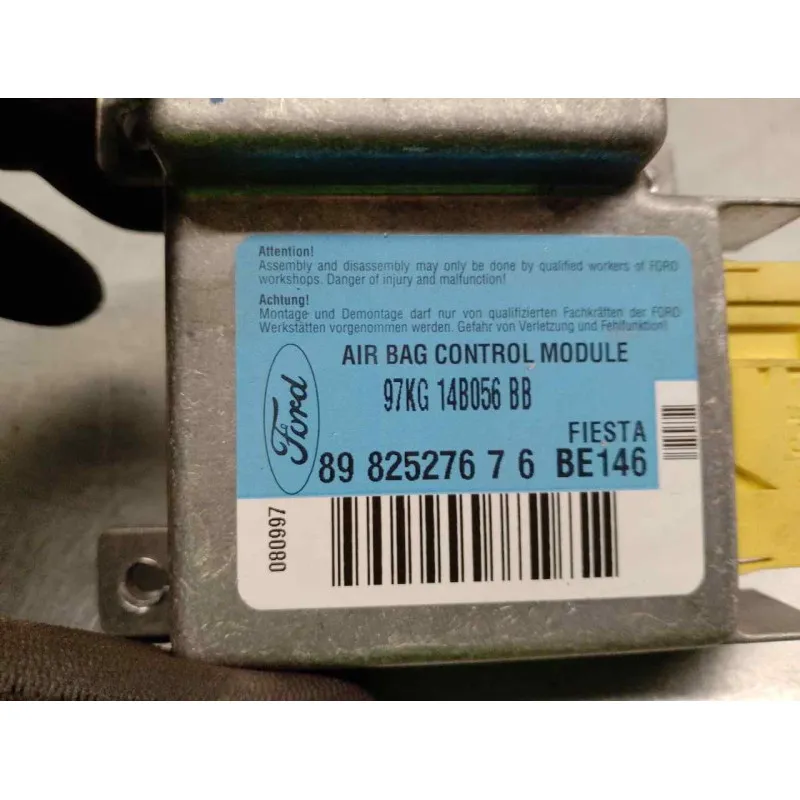 Attention!
Assembly and disassembly may only be done by qualified workers of FORD
workshops. Danger of injury and malfunction!
Achtung!
Montage und Demontage darf nur von qualifizierten Fachkräften der FORD
Werkstätten vorgenommen werden. Gefahr von Verletzung und Fehlfunktion!
AIR BAG CONTROL MODULE
97KG 14B056 BB
Ford
FIESTA
89 825276 7 6 BE146
080997